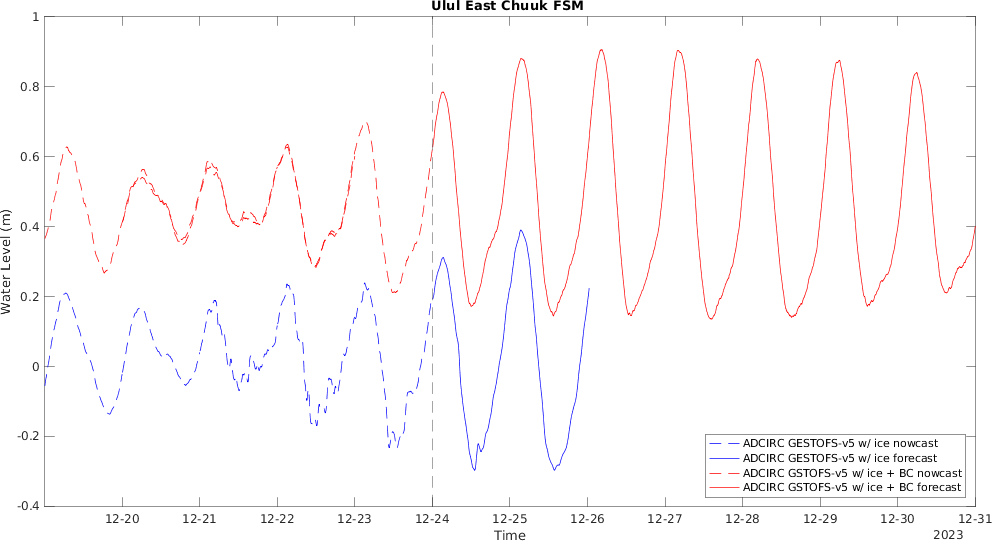 Ulul East Chuuk FSM
1
0.8
0.6
0.4
0.2
0
-0.2
-0.4
Water Level (m)
ADCIRC GESTOFS-v5 w/ ice nowcast
ADCIRC GESTOFS-v5 w/ ice forecast
ADCIRC GSTOFS-v5 w/ ice + BC nowcast
ADCIRC GSTOFS-v5 w/ ice + BC forecast
12-20 12-21 12-22 12-23 12-24 12-25 12-26 12-27 12-28 12-29 12-30 12-31
Time
2023